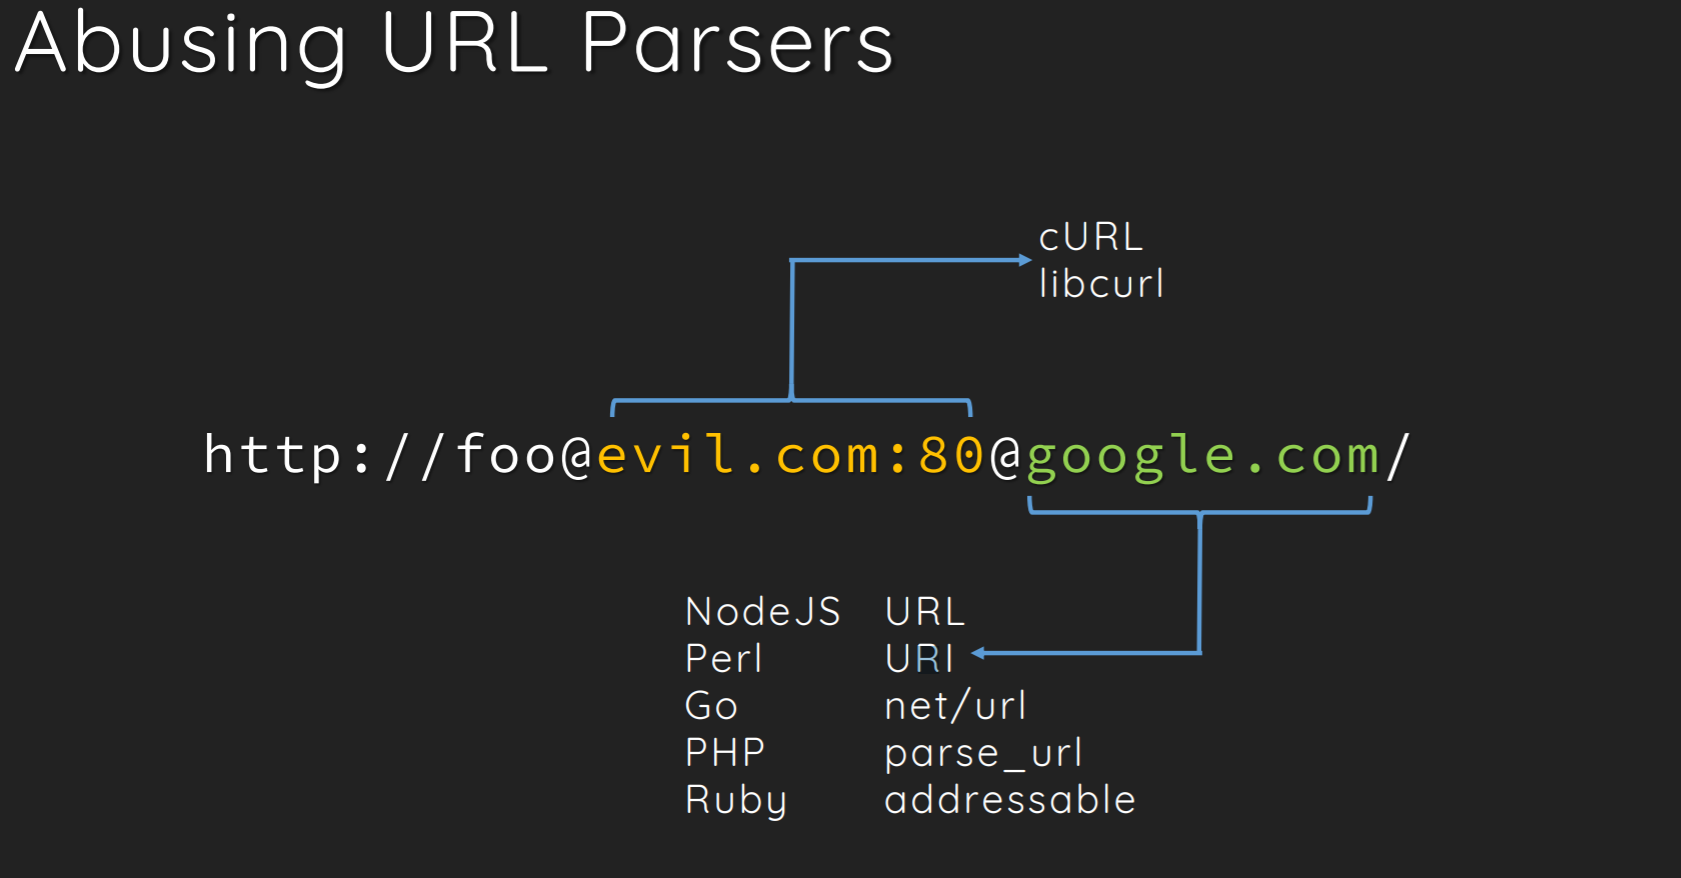 Abusing URL Parsers
cURL
libcurl
http://foo@evil.com:80@google.com/
NodeJS URL
Perl URI
Go net/url
PHP parse_url
Ruby addressable